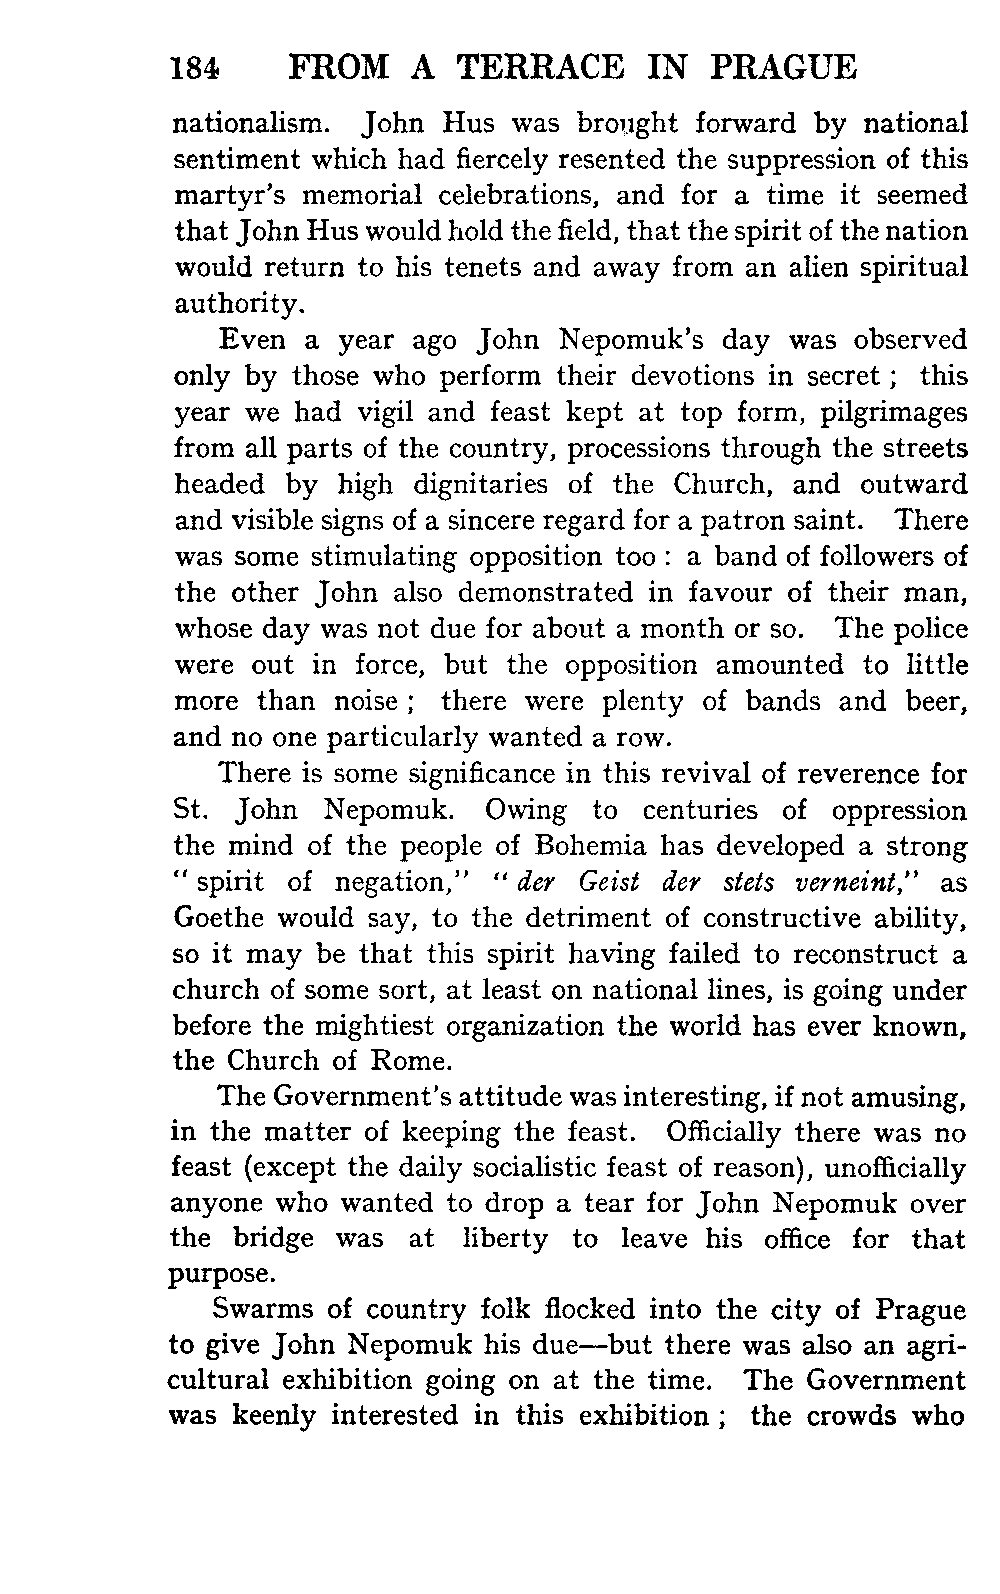 184 FROM A TERRACE IN PRAGUE
nationalism. John Hus was brought forward by national
sentiment which had fiercely resented the suppression of this
martyr's memorial celebrations, and for a time it seemed
that John Hus would hold the field, that the spirit of the nation
would return to his tenets and away from an alien spiritual
authority.
Even a year ago John Nepomuk's day was observed
only by those who perform their devotions in secret ; this
year we had vigil and feast kept at top form, pilgrimages
from all parts of the country, processions through the streets
headed by high dignitaries of the Church, and outward
and visible signs of a sincere regard for a patron saint. There
was some stimulating opposition too : a band of followers of
the other John also demonstrated in favour of their man,
whose day was not due for about a month or so. The police
were out in force, but the opposition amounted to little
more than noise ; there were plenty of bands and beer,
and no one particularly wanted a row.
There is some significance in this revival of reverence for
St. John Nepomuk. Owing to centuries of oppression
the mind of the people of Bohemia has developed a strong
" spirit of negation," " der Geist der stets verneint," as
Goethe would say, to the detriment of constructive ability,
so it may be that this spirit having failed to reconstruct a
church of some sort, at least on national lines, is going under
before the mightiest organization the world has ever known,
the Church of Rome.
The Government's attitude was interesting, if not amusing,
in the matter of keeping the feast. Officially there was no
feast (except the daily socialistic feast of reason), unofficially
anyone who wanted to drop a tear for John Nepomuk over
the bridge was at liberty to leave his office for that
purpose.
Swarms of country folk flocked into the city of Prague
to give John Nepomuk his due—but there was also an agri-
cultural exhibition going on at the time. The Government
was keenly interested in this exhibition ; the crowds who